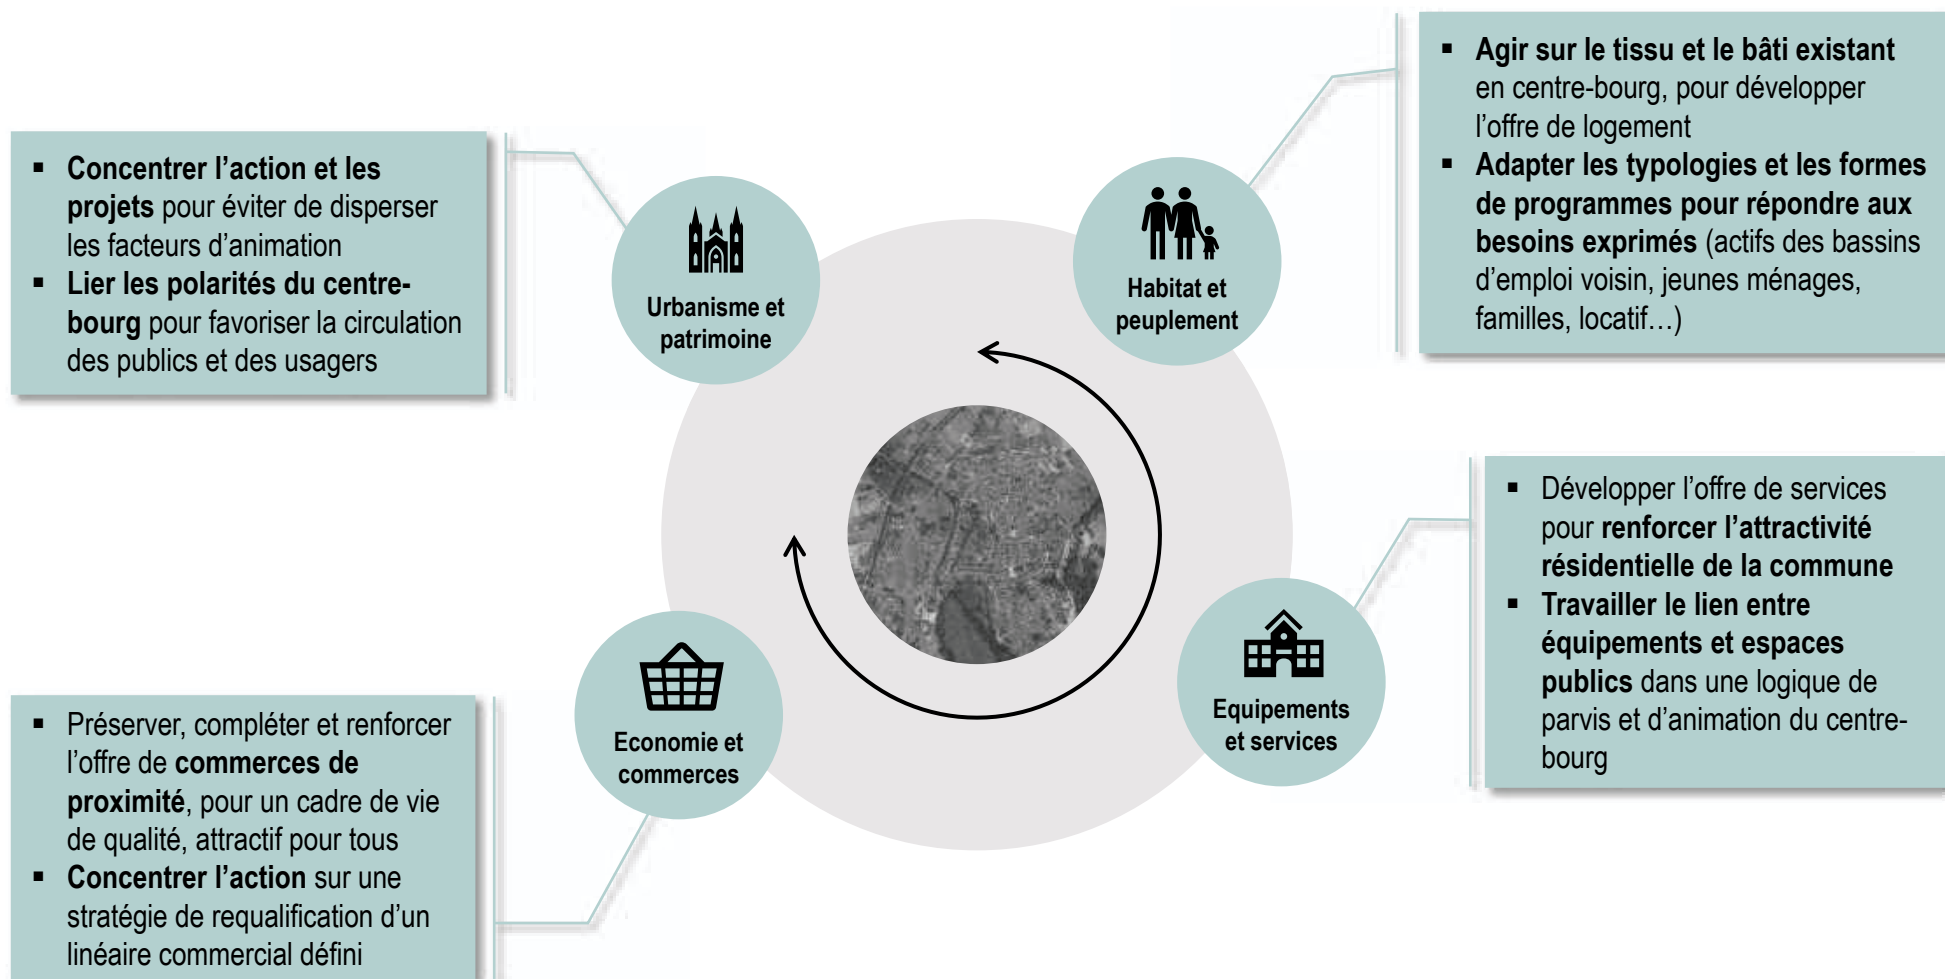 ▪ Concentrer l’action et les
projets pour éviter de disperser
les facteurs d’animation
▪ Lier les polarités du centre-
bourg pour favoriser la circulation
des publics et des usagers
Urbanisme et
patrimoine
Habitat et
peuplement
▪ Agir sur le tissu et le bâti existant
en centre-bourg, pour développer
l’offre de logement
▪ Adapter les typologies et les formes
de programmes pour répondre aux
besoins exprimés (actifs des bassins
d’emploi voisin, jeunes ménages,
familles, locatif…)
▪ Préserver, compléter et renforcer
l’offre de commerces de
proximité, pour un cadre de vie
de qualité, attractif pour tous
▪ Concentrer l’action sur une
stratégie de requalification d’un
linéaire commercial défini
Economie et
commerces
Equipements
et services
▪ Développer l’offre de services
pour renforcer l’attractivité
résidentielle de la commune
▪ Travailler le lien entre
équipements et espaces
publics dans une logique de
parvis et d’animation du centre-
bourg